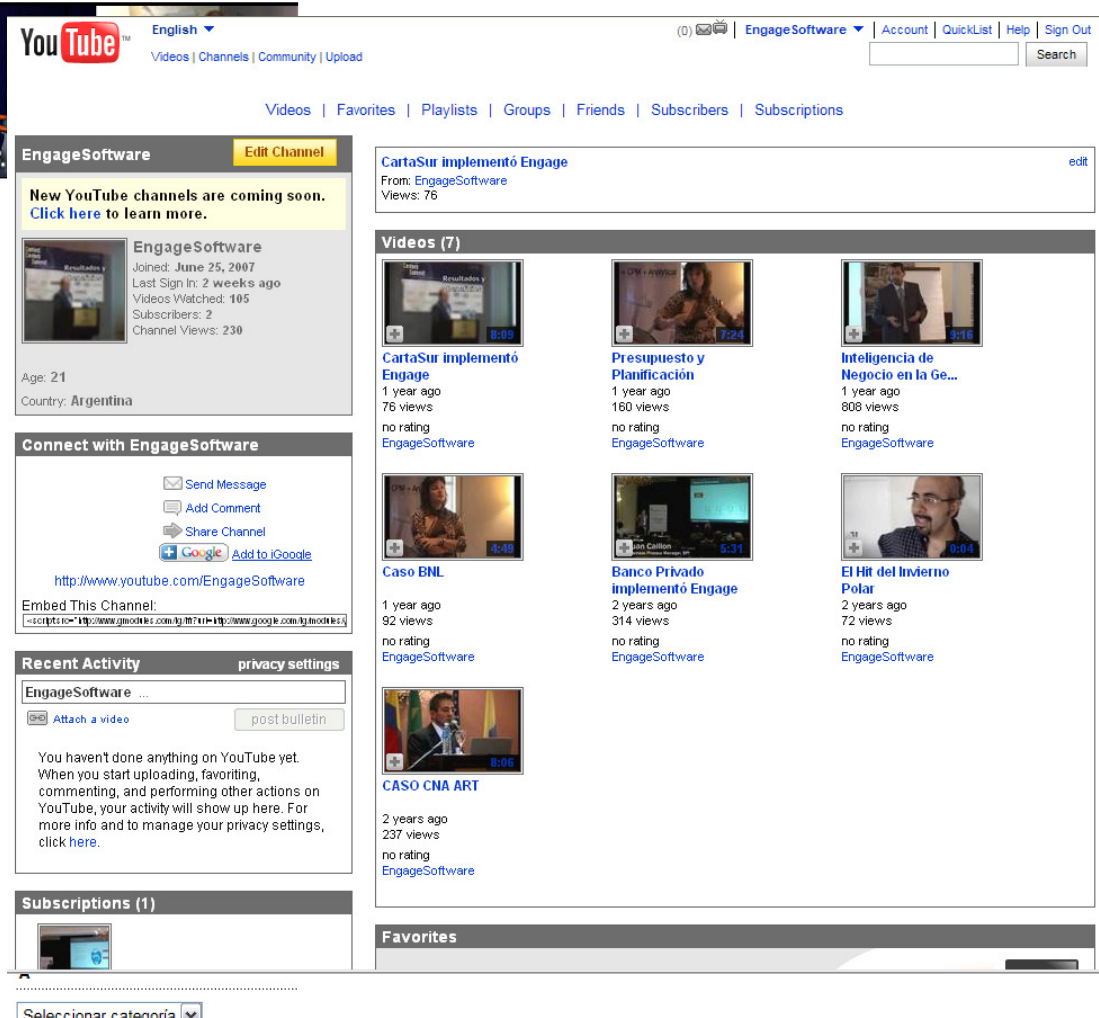 YouTube™
English
(0) | EngageSoftware | Account | QuickList | Help | Sign Out
Videos | Channels | Community | Upload
Search
Videos | Favorites | Playlists | Groups | Friends | Subscribers | Subscriptions
EngageSoftware
Edit Channel
New YouTube channels are coming soon.
Click here to learn more.
Resultados y
EngageSoftware
Joined: June 25, 2007
Last Sign In: 2 weeks ago
Videos Watched: 105
Subscribers: 2
Channel Views: 230
Age: 21
Country: Argentina
Connect with EngageSoftware
Send Message
Add Comment
Share Channel
Google Add to iGoogle
http://www.youtube.com/EngageSoftware
Embed This Channel:
Recent Activity
privacy settings
EngageSoftware ...
Attach a video
post bulletin
You haven't done anything on YouTube yet.
When you start uploading, favoriting,
commenting, and performing other actions on
YouTube, your activity will show up here. For
more info and to manage your privacy settings,
click here.
Subscriptions (1)
CartaSur implementó Engage
edit
From: EngageSoftware
Views: 76
Videos (7)
Resultados y
8:09
CartaSur implementó
Engage
1 year ago
76 views
no rating
EngageSoftware
7:24
Presupuesto y
Planificación
1 year ago
160 views
no rating
EngageSoftware
9:16
Inteligencia de
Negocio en la Ge...
1 year ago
808 views
no rating
EngageSoftware
4:49
Caso BNL
1 year ago
92 views
no rating
EngageSoftware
5:31
Banco Privado
implementó Engage
2 years ago
314 views
no rating
EngageSoftware
0:04
El Hit del Invierno
Polar
2 years ago
72 views
no rating
EngageSoftware
8:06
CASO CNA ART
2 years ago
237 views
no rating
EngageSoftware
Favorites
Seleccionar categoría